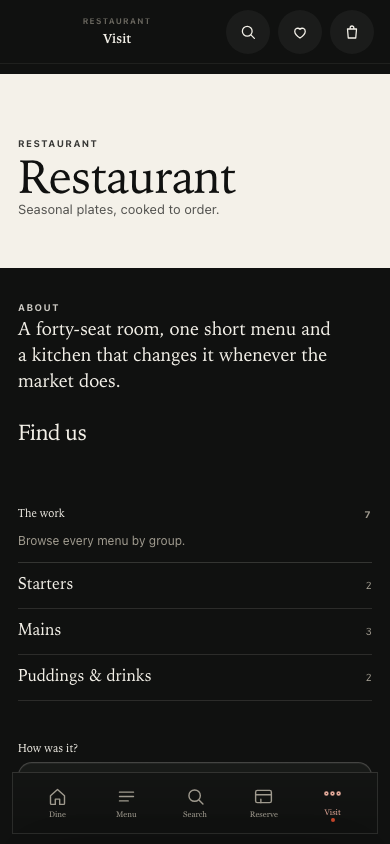 RESTAURANT
Visit
RESTAURANT
Restaurant
Seasonal plates, cooked to order.
ABOUT
A forty-seat room, one short menu and
a kitchen that changes it whenever the
market does.
Find us
The work 7
Browse every menu by group.
Starters 2
Mains 3
Puddings & drinks 2
How was it?
Dine Menu Search Reserve Visit